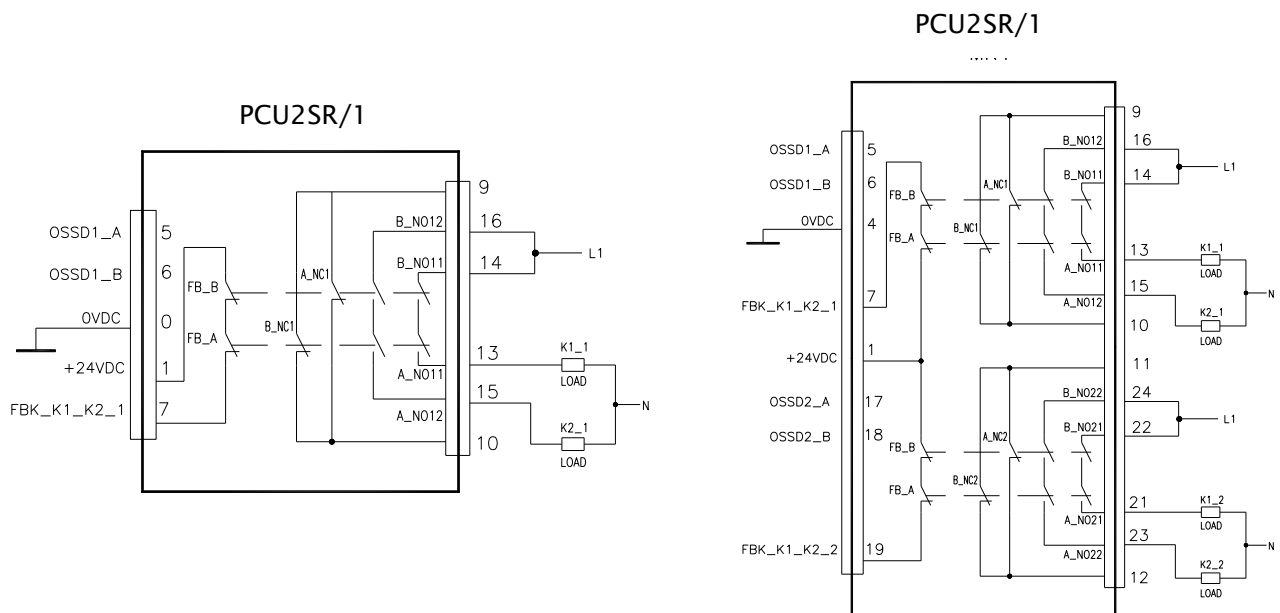 PCU2SR/1
9
16
14
13
15
10
B_NO12
B_NO11
A_NC1
B_NC1
A_NO11
A_NO12
FB_B
FB_A
OSSD1_A
5
OSSD1_B
6
0VDC
0
+24VDC
1
FBK_K1_K2_1
7
L1
K1_1
LOAD
K2_1
LOAD
N
PCU2SR/1
OSSD1_A
5
OSSD1_B
6
0VDC
4
FBK_K1_K2_1
7
+24VDC
1
OSSD2_A
17
OSSD2_B
18
FBK_K1_K2_2
19
FB_B
FB_A
A_NC1
B_NC1
B_NO12
B_NO11
A_NO11
A_NO12
FB_B
FB_A
A_NC2
B_NC2
B_NO22
B_NO21
A_NO21
A_NO22
9
16
14
13
15
10
11
24
22
21
23
12
L1
K1_1
LOAD
K2_1
LOAD
N
L1
K1_2
LOAD
K2_2
LOAD
N